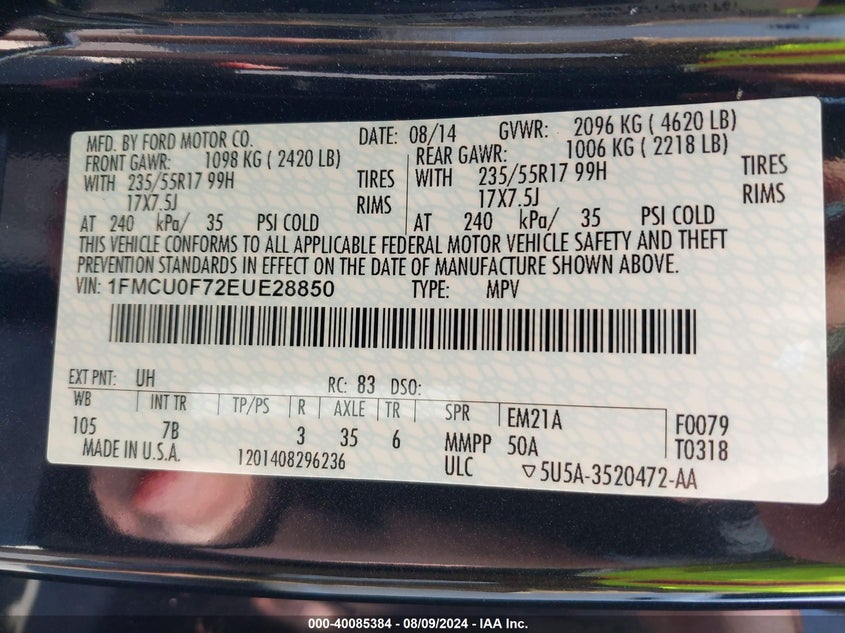 MFD. BY FORD MOTOR CO. DATE: 08/14 GVWR: 2096 KG ( 4620 LB)
FRONT GAWR: 1098 KG ( 2420 LB) REAR GAWR: 1006 KG ( 2218 LB)
WITH 235/55R17 99H TIRES WITH 235/55R17 99H TIRES
17X7.5J RIMS 17X7.5J RIMS
AT 240 kPa/ 35 PSI COLD AT 240 kPa/ 35 PSI COLD
THIS VEHICLE CONFORMS TO ALL APPLICABLE FEDERAL MOTOR VEHICLE SAFETY AND THEFT
PREVENTION STANDARDS IN EFFECT ON THE DATE OF MANUFACTURE SHOWN ABOVE.
VIN: 1FMCU0F72EUE28850 TYPE: MPV
EXT PNT: UH RC: 83 DSO:
WB INT TR TP/PS R AXLE TR SPR EM21A F0079
105 7B 3 35 6 MMPP 50A T0318
MADE IN U.S.A. 1201408296236 ULC ▽5U5A-3520472-AA
000-40085384 - 08/09/2024 - IAA Inc.